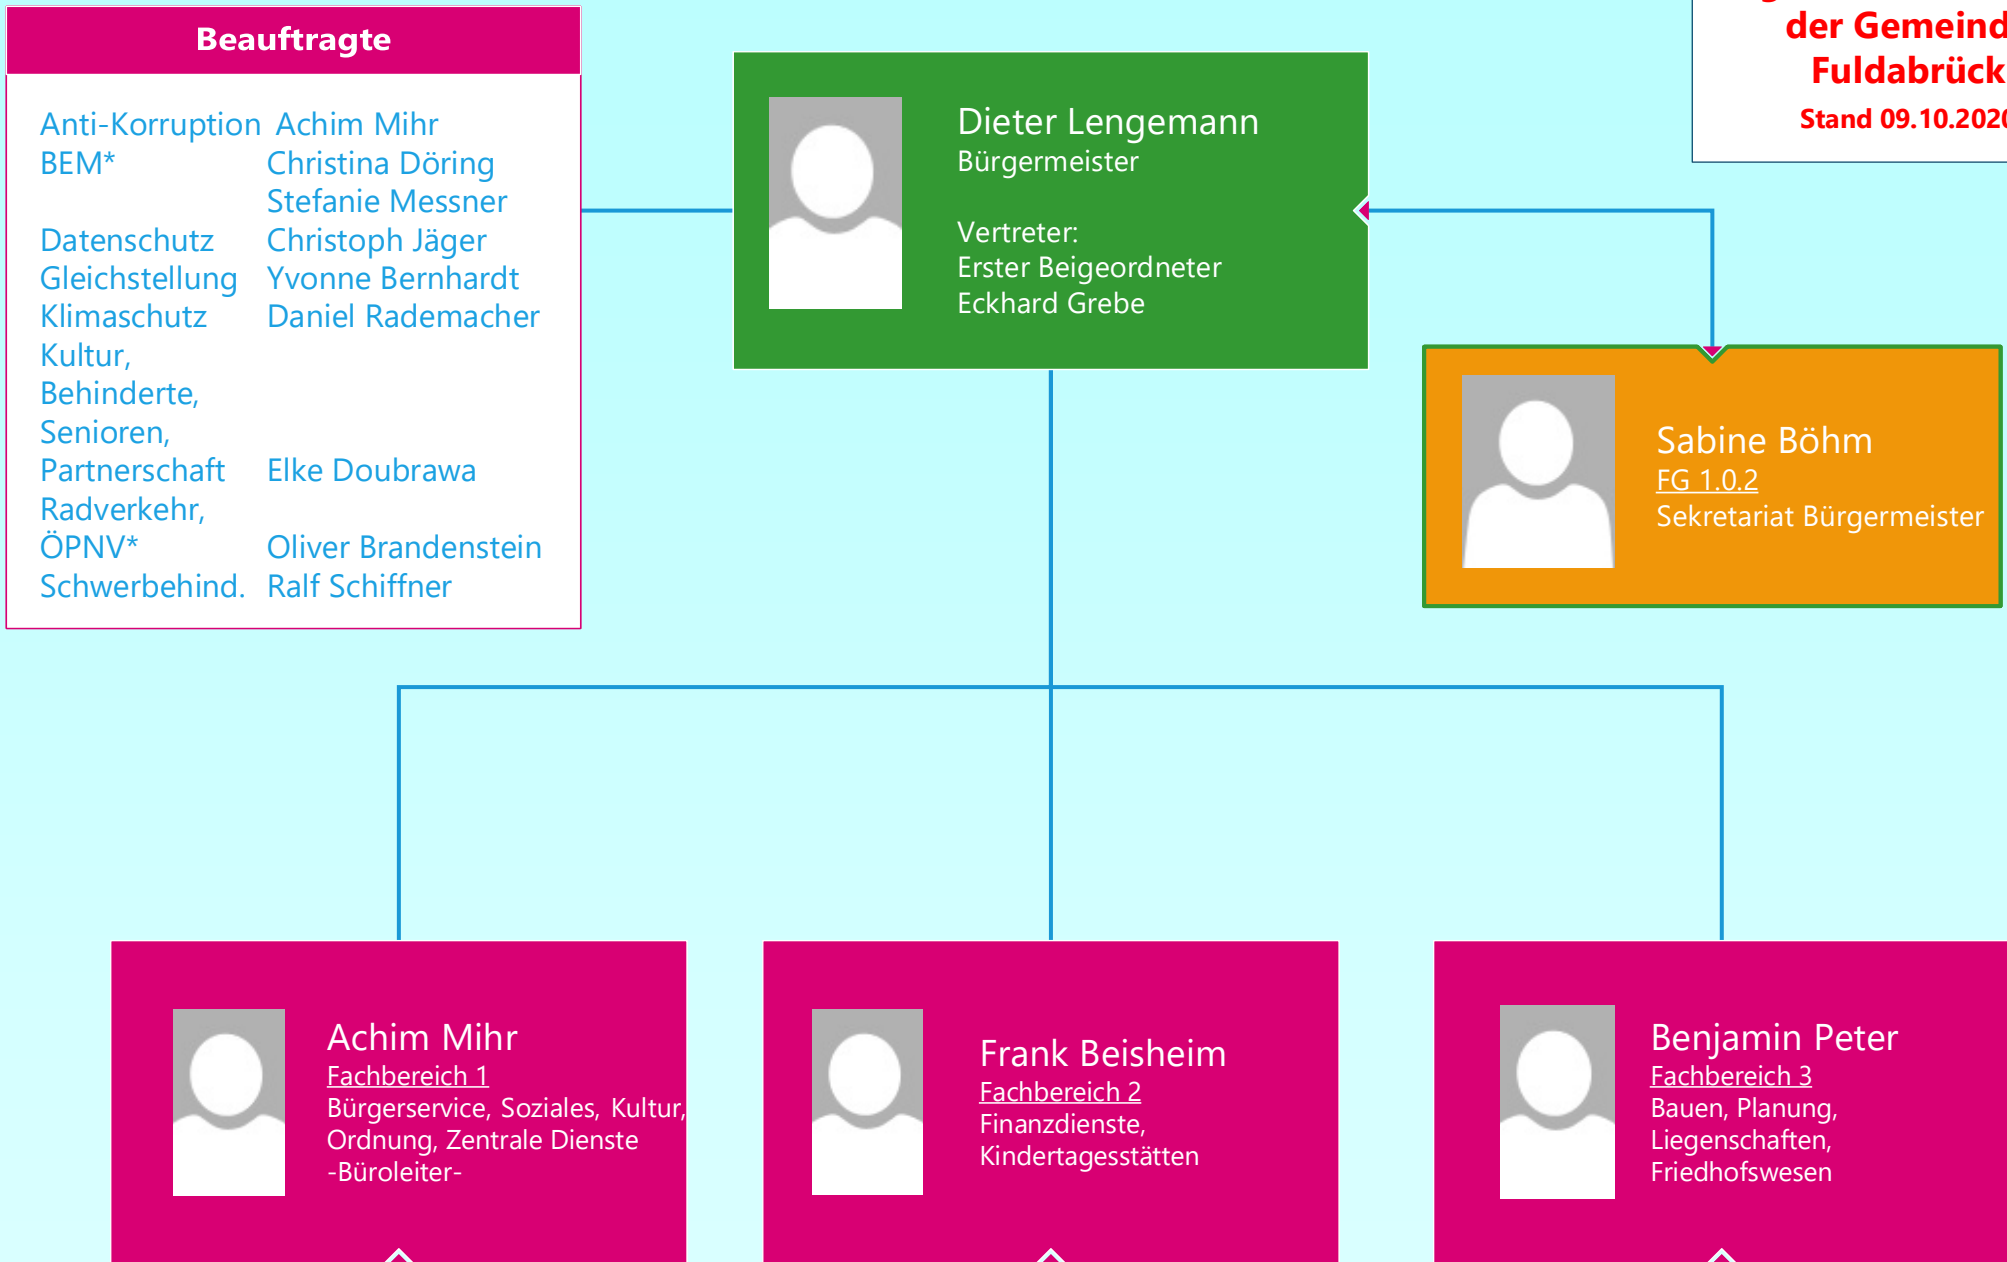 Beauftragte
Anti-Korruption Achim Mihr
BEM* Christina Döring
Stefanie Messner
Datenschutz Christoph Jäger
Gleichstellung Yvonne Bernhardt
Klimaschutz Daniel Rademacher
Kultur,
Behinderte,
Senioren,
Partnerschaft Elke Doubrawa
Radverkehr,
ÖPNV* Oliver Brandenstein
Schwerbehind. Ralf Schiffner
Dieter Lengemann
Bürgermeister
Vertreter:
Erster Beigeordneter
Eckhard Grebe
der Gemeind
Fuldabrück
Stand 09.10.2020
Sabine Böhm
FG 1.0.2
Sekretariat Bürgermeister
Achim Mihr
Fachbereich 1
Bürgerservice, Soziales, Kultur,
Ordnung, Zentrale Dienste
-Büroleiter-
Frank Beisheim
Fachbereich 2
Finanzdienste,
Kindertagesstätten
Benjamin Peter
Fachbereich 3
Bauen, Planung,
Liegenschaften,
Friedhofswesen